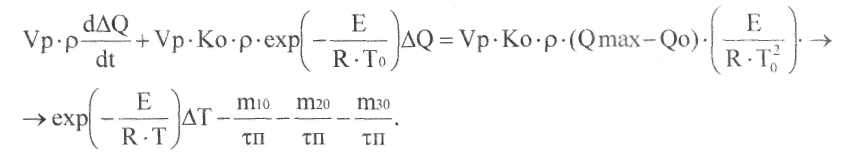 Vp·ρ dΔQ/dt + Vp·Ko·ρ·exp(−E/(R·T₀))ΔQ = Vp·Ko·ρ·(Qmax−Qo)·(E/(R·T₀²))·→
→exp(−E/(R·T))ΔT − m₁₀/τп − m₂₀/τп − m₃₀/τп.